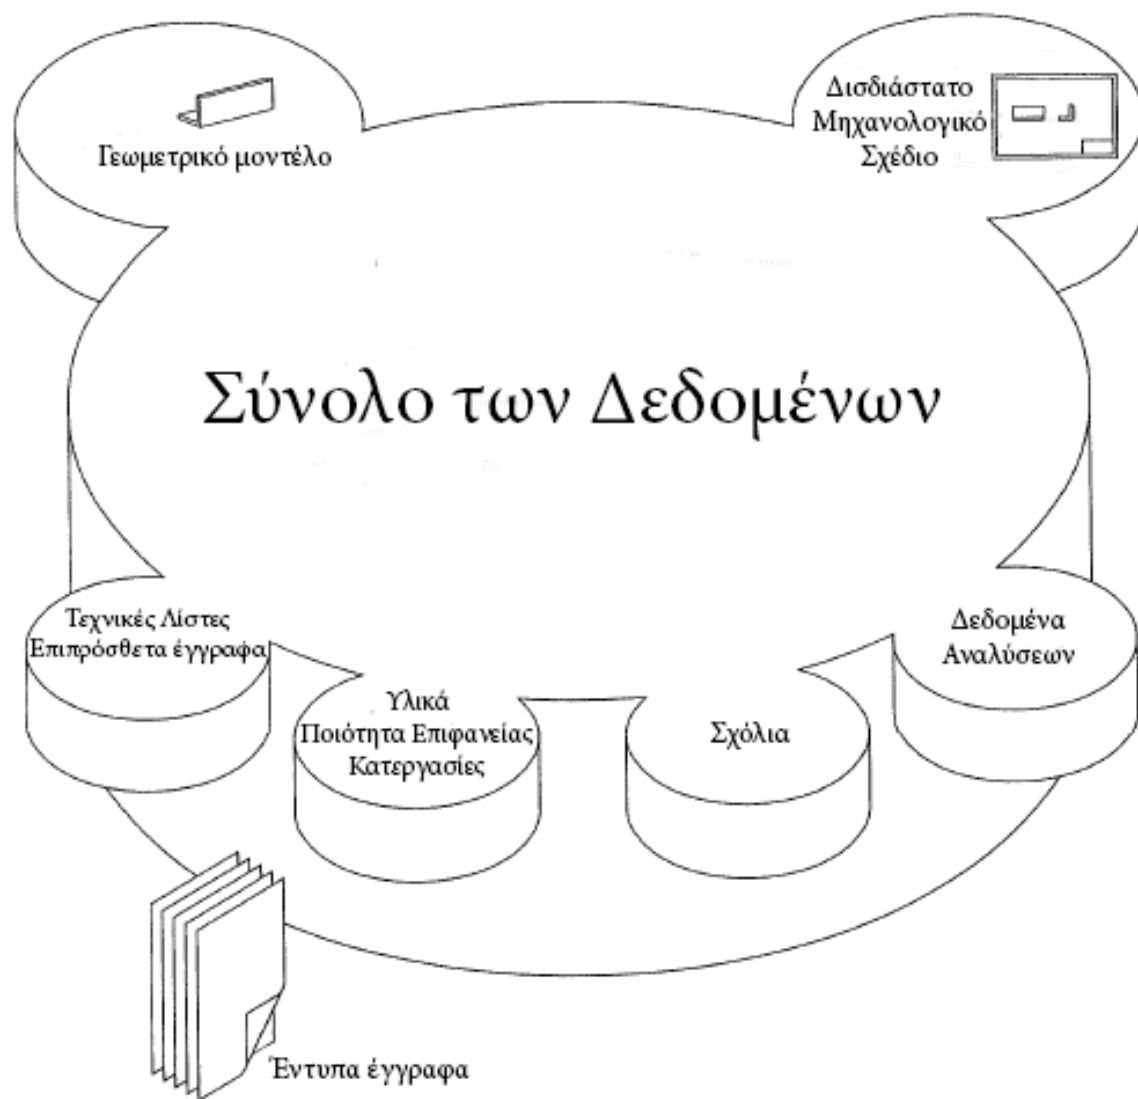 Γεωμετρικό μοντέλο
Δισδιάστατο
Μηχανολογικό
Σχέδιο
Σύνολο των Δεδομένων
Τεχνικές Λίστες
Επιπρόσθετα έγγραφα
Υλικά
Ποιότητα Επιφανείας
Κατεργασίες
Σχόλια
Δεδομένα
Αναλύσεων
Έντυπα έγγραφα